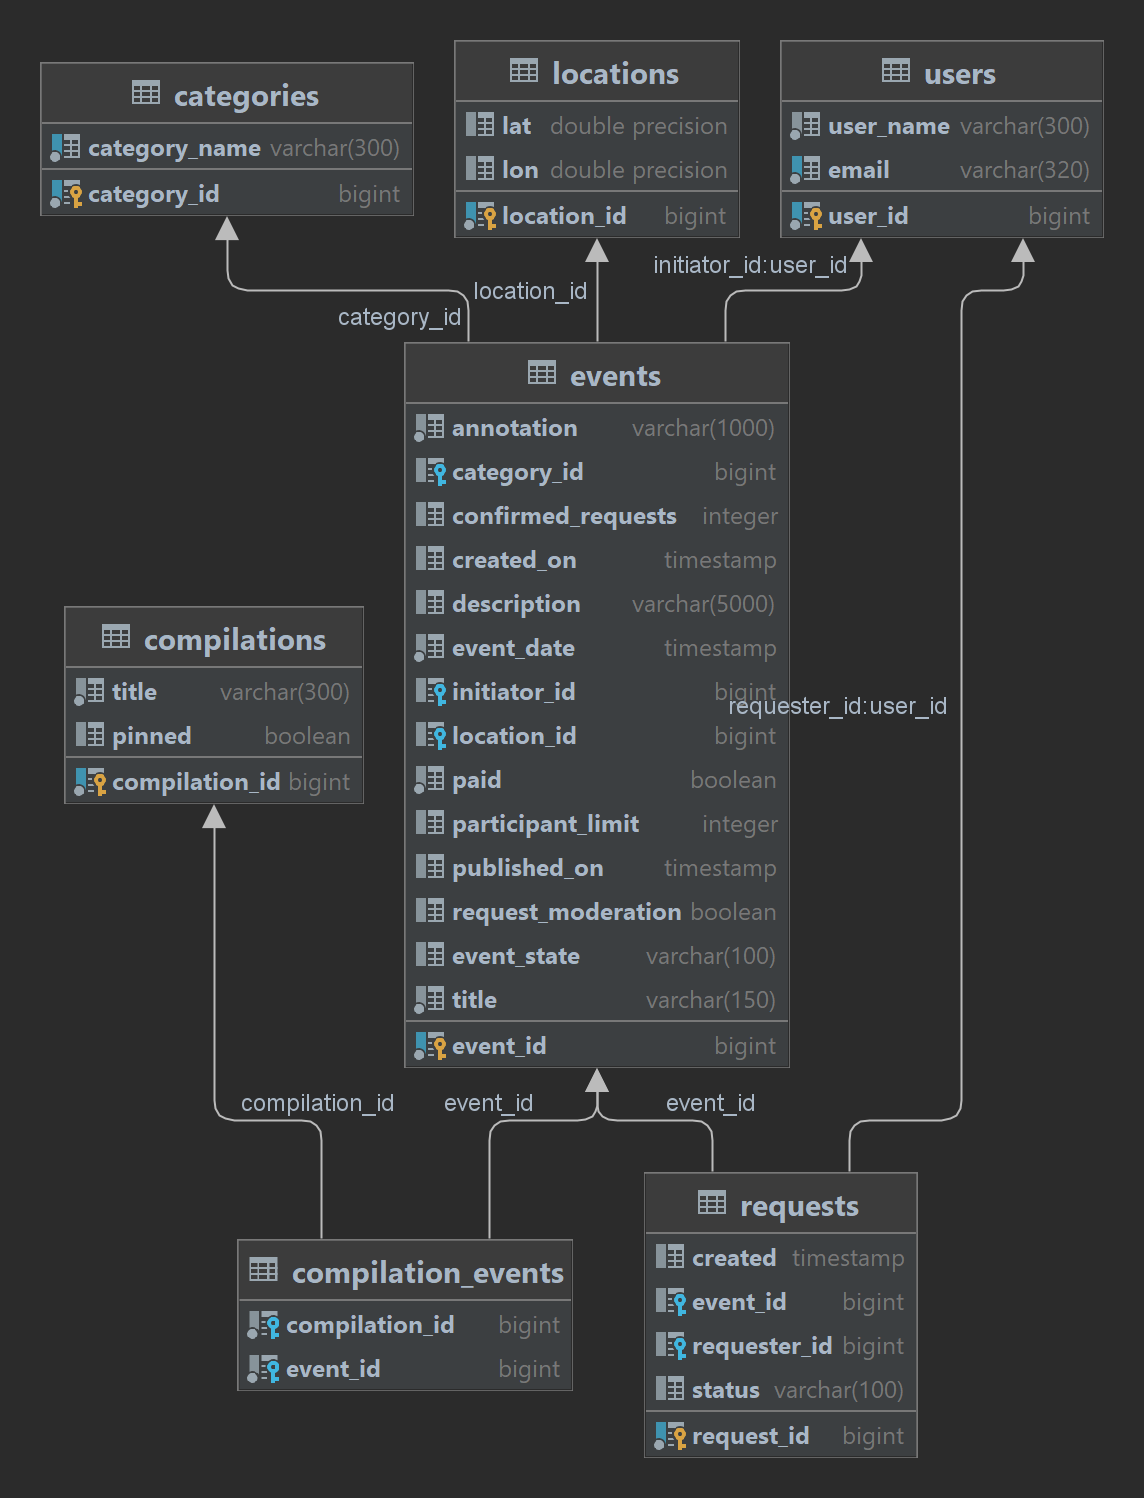 categories
category_name varchar(300)
category_id bigint
locations
lat double precision
lon double precision
location_id bigint
users
user_name varchar(300)
email varchar(320)
user_id bigint
initiator_id:user_id
location_id
category_id
events
annotation varchar(1000)
category_id bigint
confirmed_requests integer
created_on timestamp
description varchar(5000)
event_date timestamp
initiator_id bigint
location_id bigint
paid boolean
participant_limit integer
published_on timestamp
request_moderation boolean
event_state varchar(100)
title varchar(150)
event_id bigint
requester_id:user_id
compilations
title varchar(300)
pinned boolean
compilation_id bigint
compilation_id
event_id
event_id
compilation_events
compilation_id bigint
event_id bigint
requests
created timestamp
event_id bigint
requester_id bigint
status varchar(100)
request_id bigint